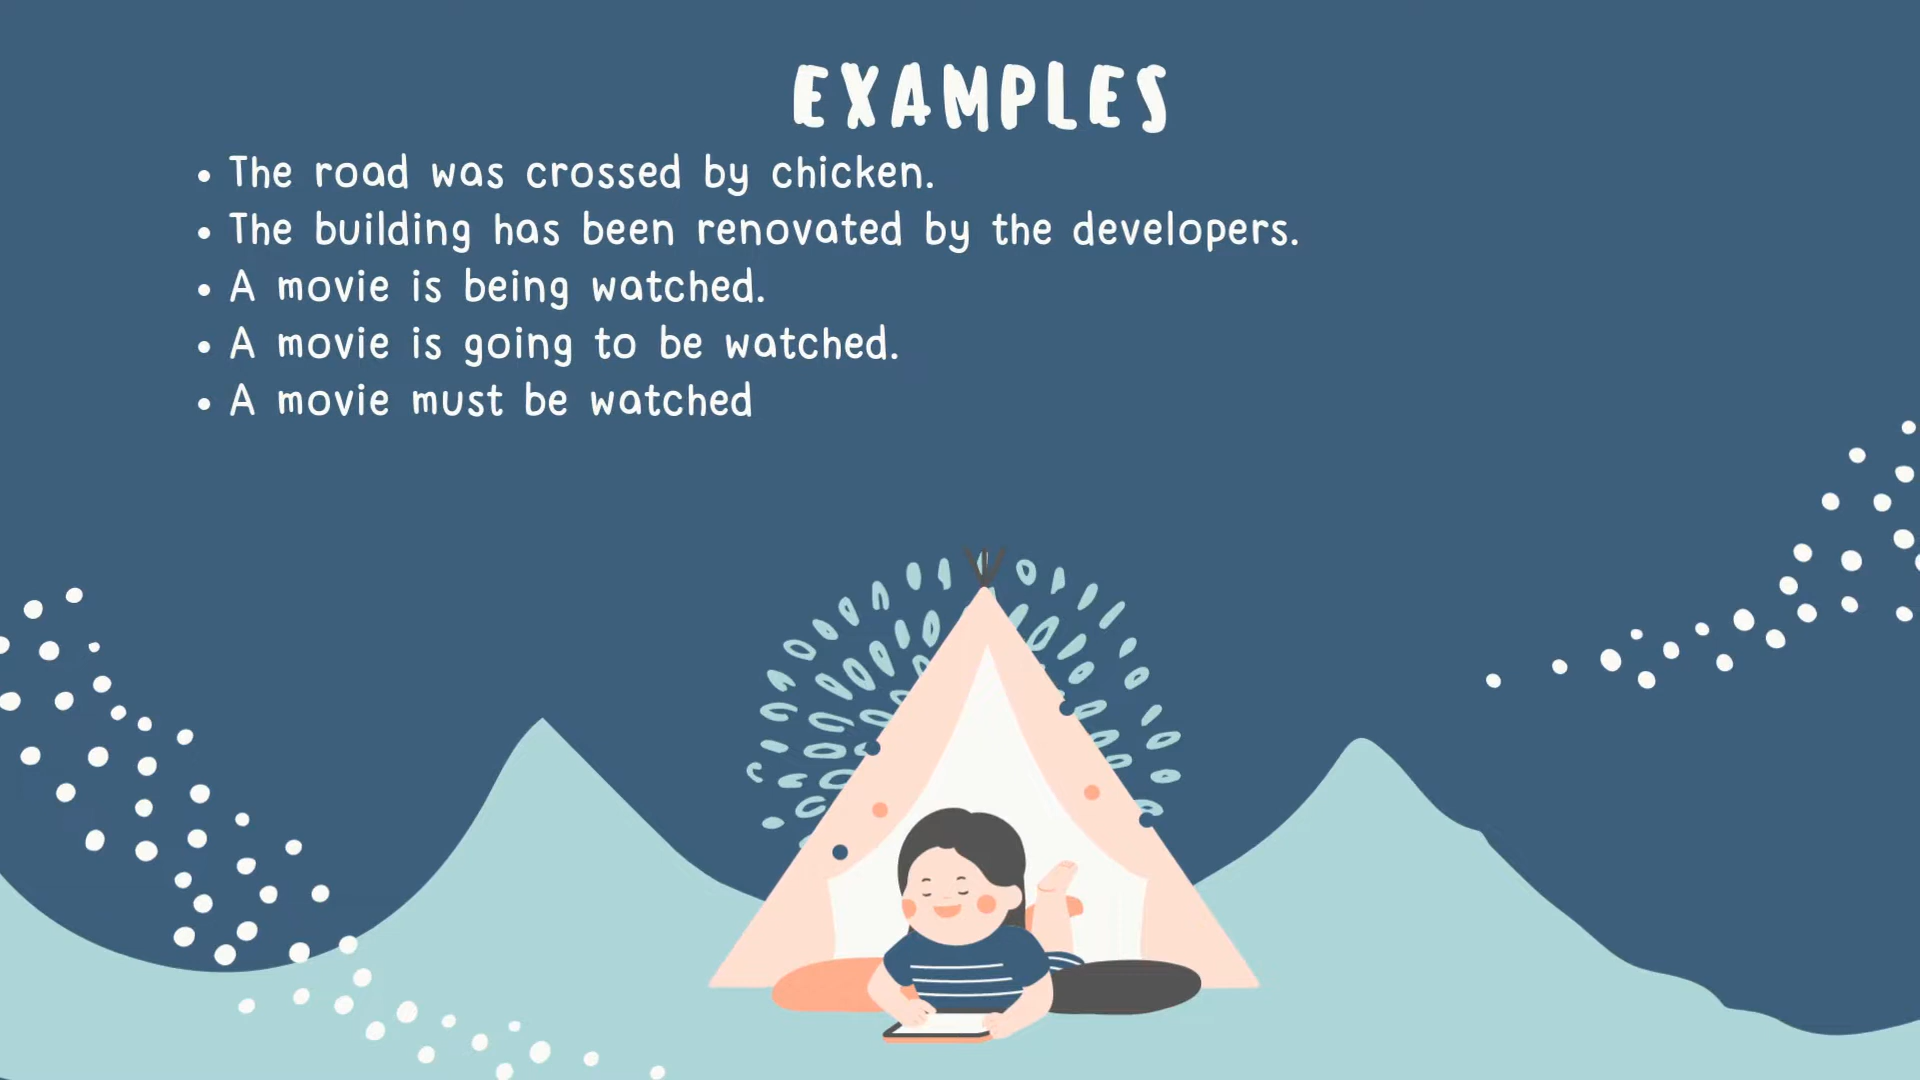 EXAMPLES
• The road was crossed by chicken.
• The building has been renovated by the developers.
• A movie is being watched.
• A movie is going to be watched.
• A movie must be watched